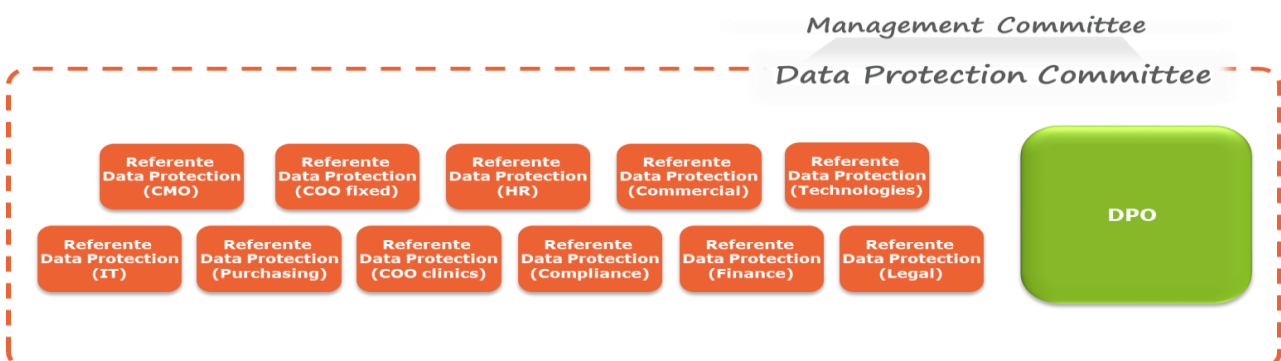 Management Committee
Data Protection Committee
Referente
Data Protection
(CMO)
Referente
Data Protection
(COO fixed)
Referente
Data Protection
(HR)
Referente
Data Protection
(Commercial)
Referente
Data Protection
(Technologies)
DPO
Referente
Data Protection
(IT)
Referente
Data Protection
(Purchasing)
Referente
Data Protection
(COO clinics)
Referente
Data Protection
(Compliance)
Referente
Data Protection
(Finance)
Referente
Data Protection
(Legal)